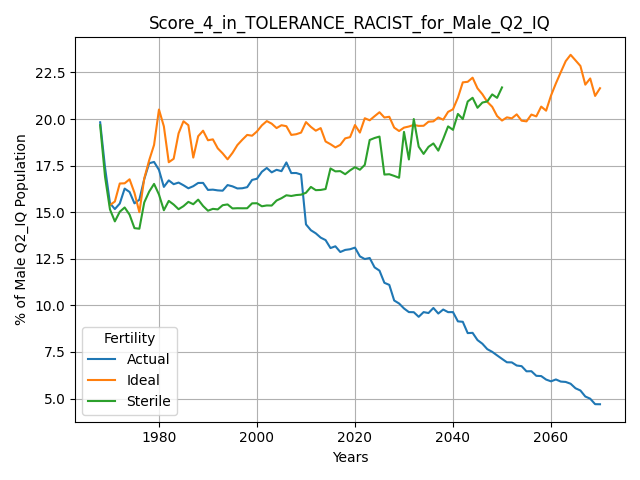 Score_4_in_TOLERANCE_RACIST_for_Male_Q2_IQ
% of Male Q2_IQ Population
22.5
20.0
17.5
15.0
12.5
10.0
7.5
5.0
Fertility
Actual
Ideal
Sterile
1980
2000
2020
2040
2060
Years